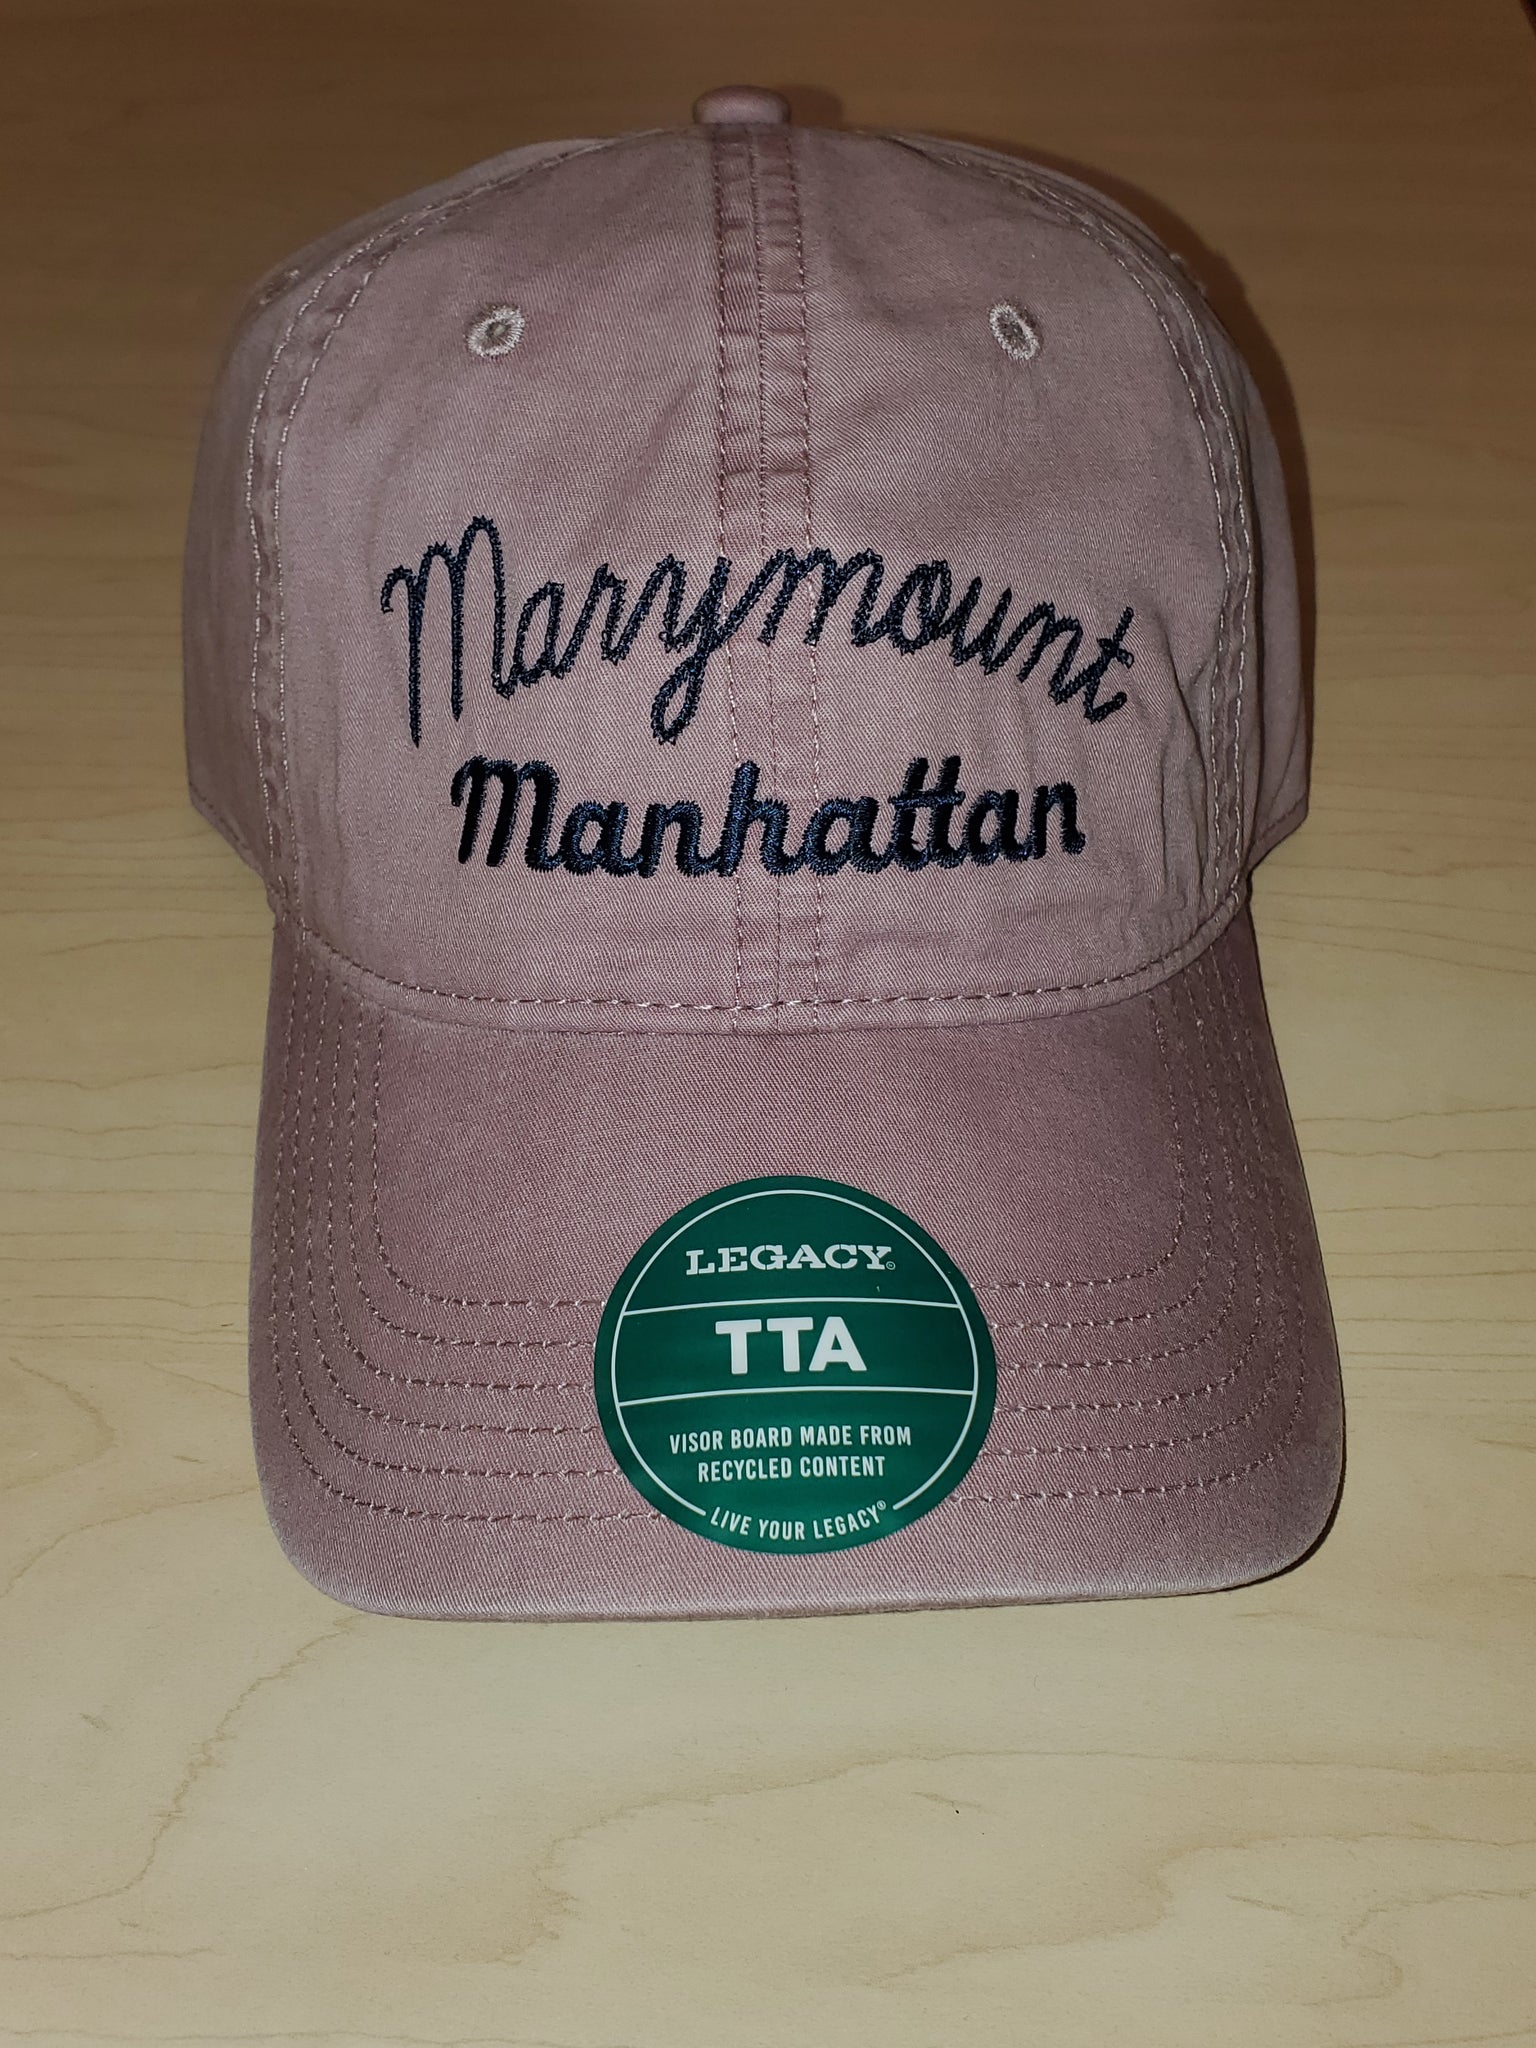 Marymount
Manhattan
LEGACY®
TTA
VISOR BOARD MADE FROM
RECYCLED CONTENT
LIVE YOUR LEGACY®